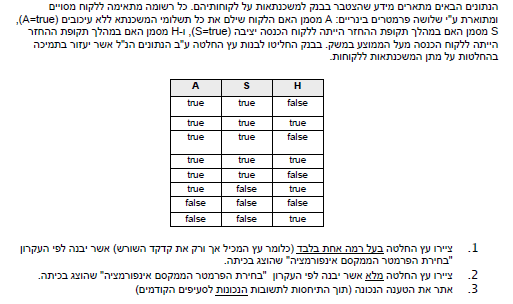 הנתונים הבאים מתארים מידע שהצטבר בבנק למשכנתאות על לקוחותיהם. כל רשומה מתאימה ללקוח מסויים
ומתוארת ע"י שלושה פרמטרים בינריים: A מסמן האם הלקוח שילם את כל תשלומי המשכנתא ללא עיכובים (A=true),
S מסמן האם במהלך תקופת ההחזר הייתה ללקוח הכנסה יציבה (S=true), ו-H מסמן האם במהלך תקופת ההחזר
הייתה ללקוח הכנסה מעל הממוצע במשק. בבנק החליטו לבנות עץ החלטה ע"ב הנתונים הנ"ל אשר יעזור בתמיכה
בהחלטות על מתן המשכנתאות ללקוחות.
A S H
true true false
true true true
true true false
true true true
true true false
true false true
false false false
false false true
1. ציירו עץ החלטה בעל רמה אחת בלבד (כלומר עץ המכיל אך ורק את קדקד השורש) אשר יבנה לפי העקרון
"בחירת הפרמטר הממקסם אינפורמציה" שהוצג בכיתה.
2. ציירו עץ החלטה מלא אשר יבנה לפי העקרון "בחירת הפרמטר הממקסם אינפורמציה" שהוצג בכיתה.
3. אתר את הטענה הנכונה (תוך התיחסות לתשובות הנכונות לסעיפים הקודמים)